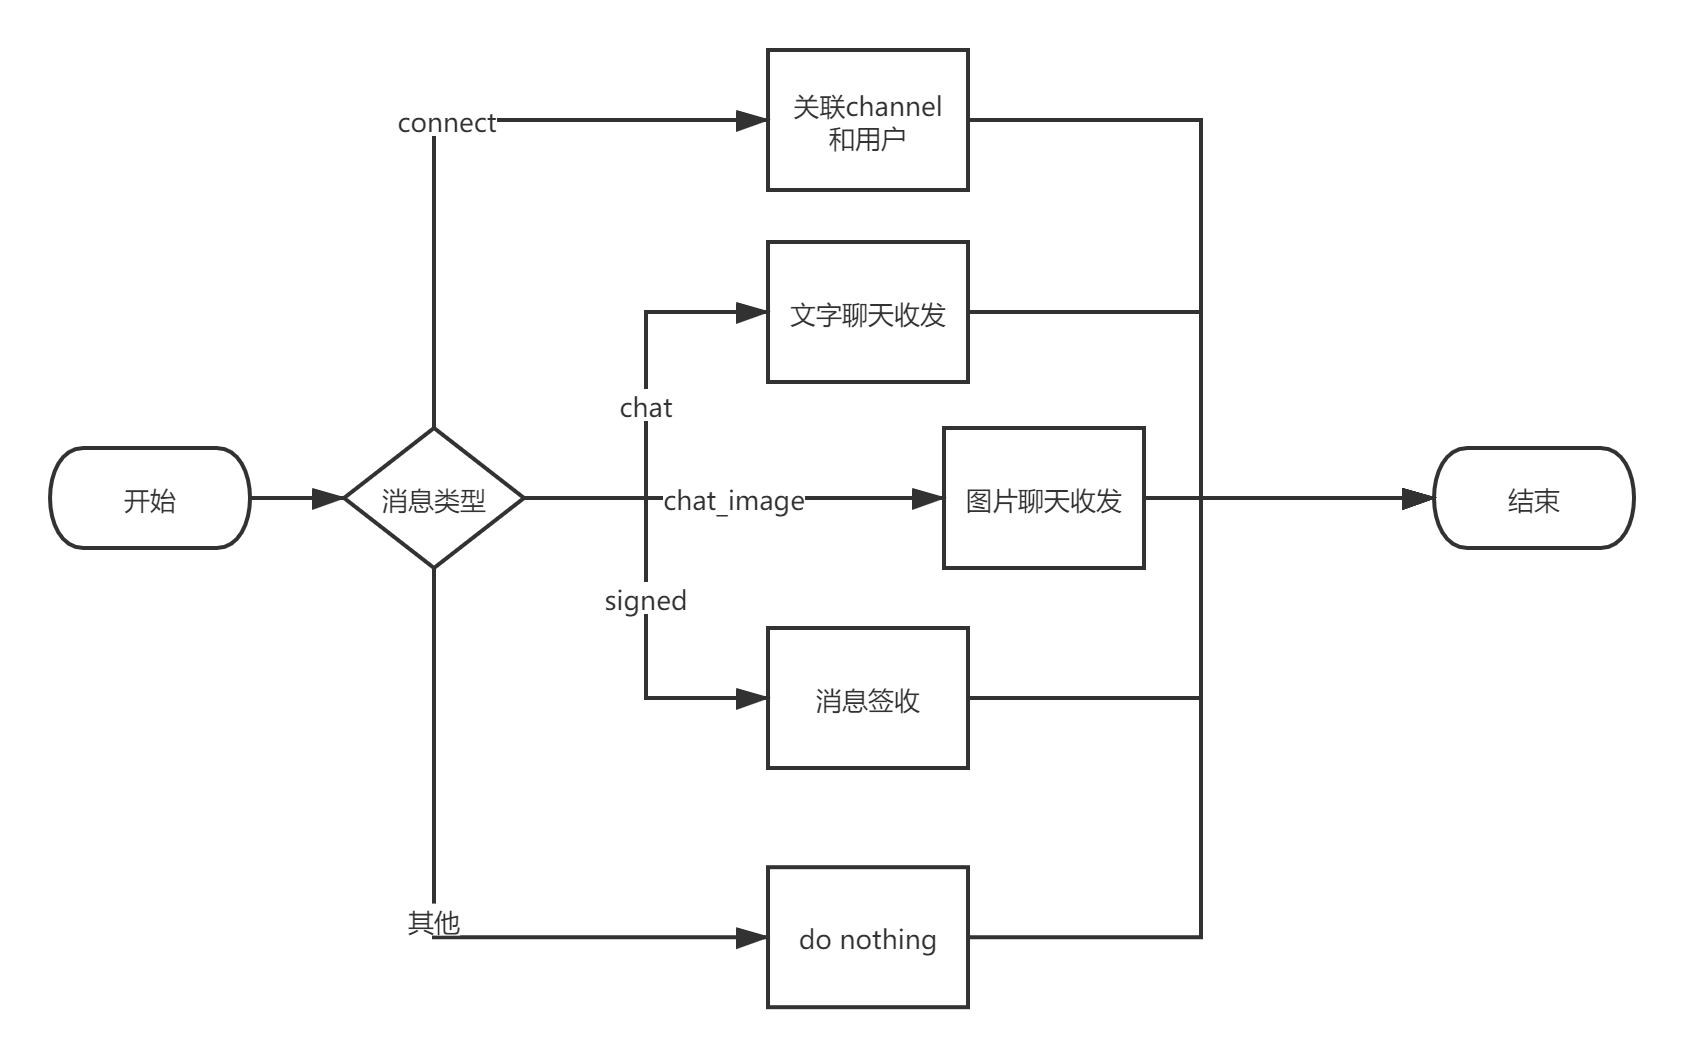 connect
关联channel
和用户
文字聊天收发
chat
开始
消息类型
chat_image
图片聊天收发
结束
signed
消息签收
其他
do nothing